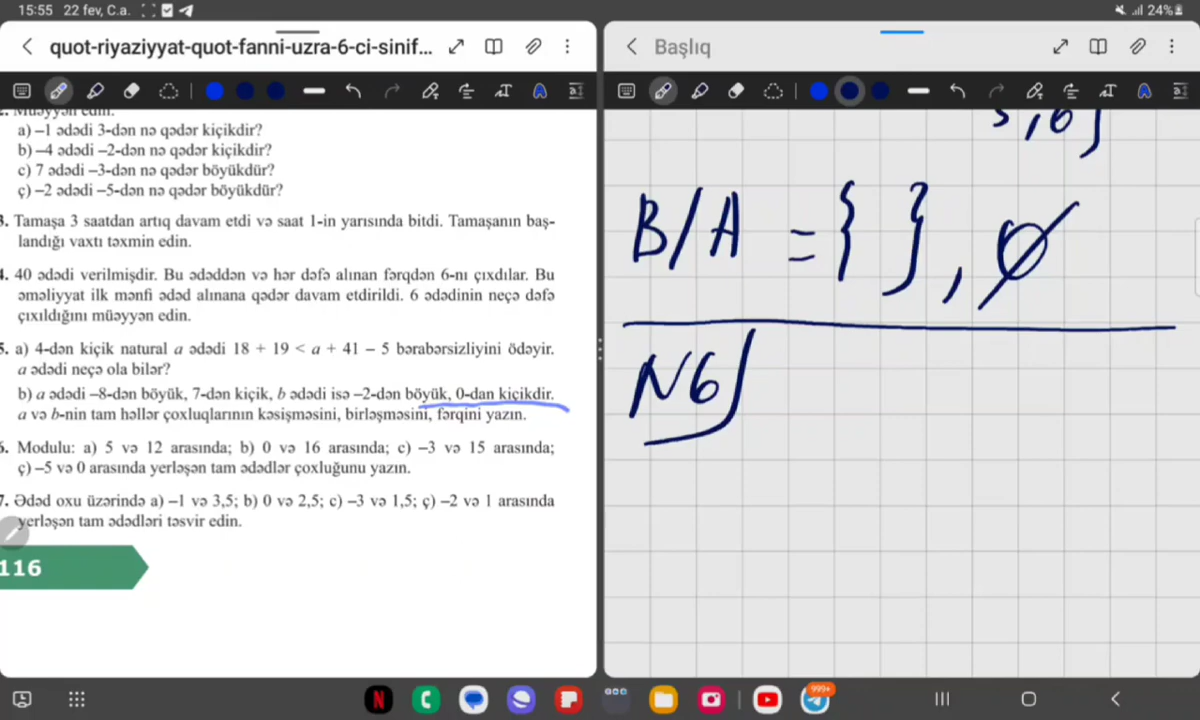 15:55 22 fev, C.a.
24%
quot-riyaziyyat-quot-fanni-uzra-6-ci-sinif...
a) –1 ədədi 3-dən nə qədər kiçikdir?
b) –4 ədədi –2-dən nə qədər kiçikdir?
c) 7 ədədi –3-dən nə qədər böyükdür?
ç) –2 ədədi –5-dən nə qədər böyükdür?
3. Tamaşa 3 saatdan artıq davam etdi və saat 1-in yarısında bitdi. Tamaşanın baş-
landığı vaxtı təxmin edin.
4. 40 ədədi verilmişdir. Bu ədəddən və hər dəfə alınan fərqdən 6-nı çıxdılar. Bu
əməliyyat ilk mənfi ədəd alınana qədər davam etdirildi. 6 ədədinin neçə dəfə
çıxıldığını müəyyən edin.
5. a) 4-dən kiçik natural a ədədi 18 + 19 < a + 41 – 5 bərabərsizliyini ödəyir.
a ədədi neçə ola bilər?
b) a ədədi –8-dən böyük, 7-dən kiçik, b ədədi isə –2-dən böyük, 0-dan kiçikdir.
a və b-nin tam həllər çoxluqlarının kəsişməsini, birləşməsini, fərqini yazın.
6. Modulu: a) 5 və 12 arasında; b) 0 və 16 arasında; c) –3 və 15 arasında;
ç) –5 və 0 arasında yerləşən tam ədədlər çoxluğunu yazın.
7. Ədəd oxu üzərində a) –1 və 3,5; b) 0 və 2,5; c) –3 və 1,5; ç) –2 və 1 arasında
yerləşən tam ədədləri təsvir edin.
116
Başlıq
B/A = { }, ∅
N6)
999+